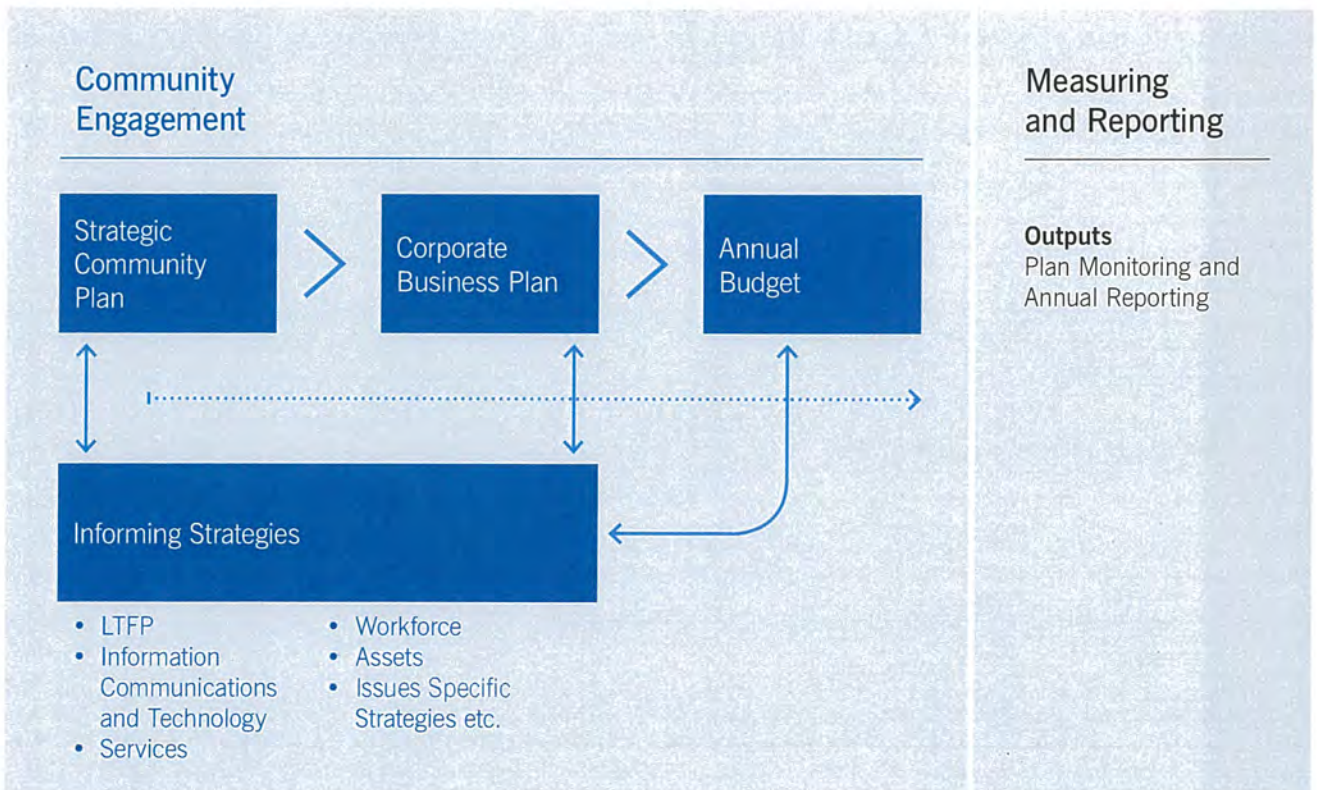 Community
Engagement
Measuring
and Reporting
Strategic
Community
Plan
Corporate
Business Plan
Annual
Budget
Outputs
Plan Monitoring and
Annual Reporting
Informing Strategies
• LTFP
• Information
Communications
and Technology
• Services
• Workforce
• Assets
• Issues Specific
Strategies etc.